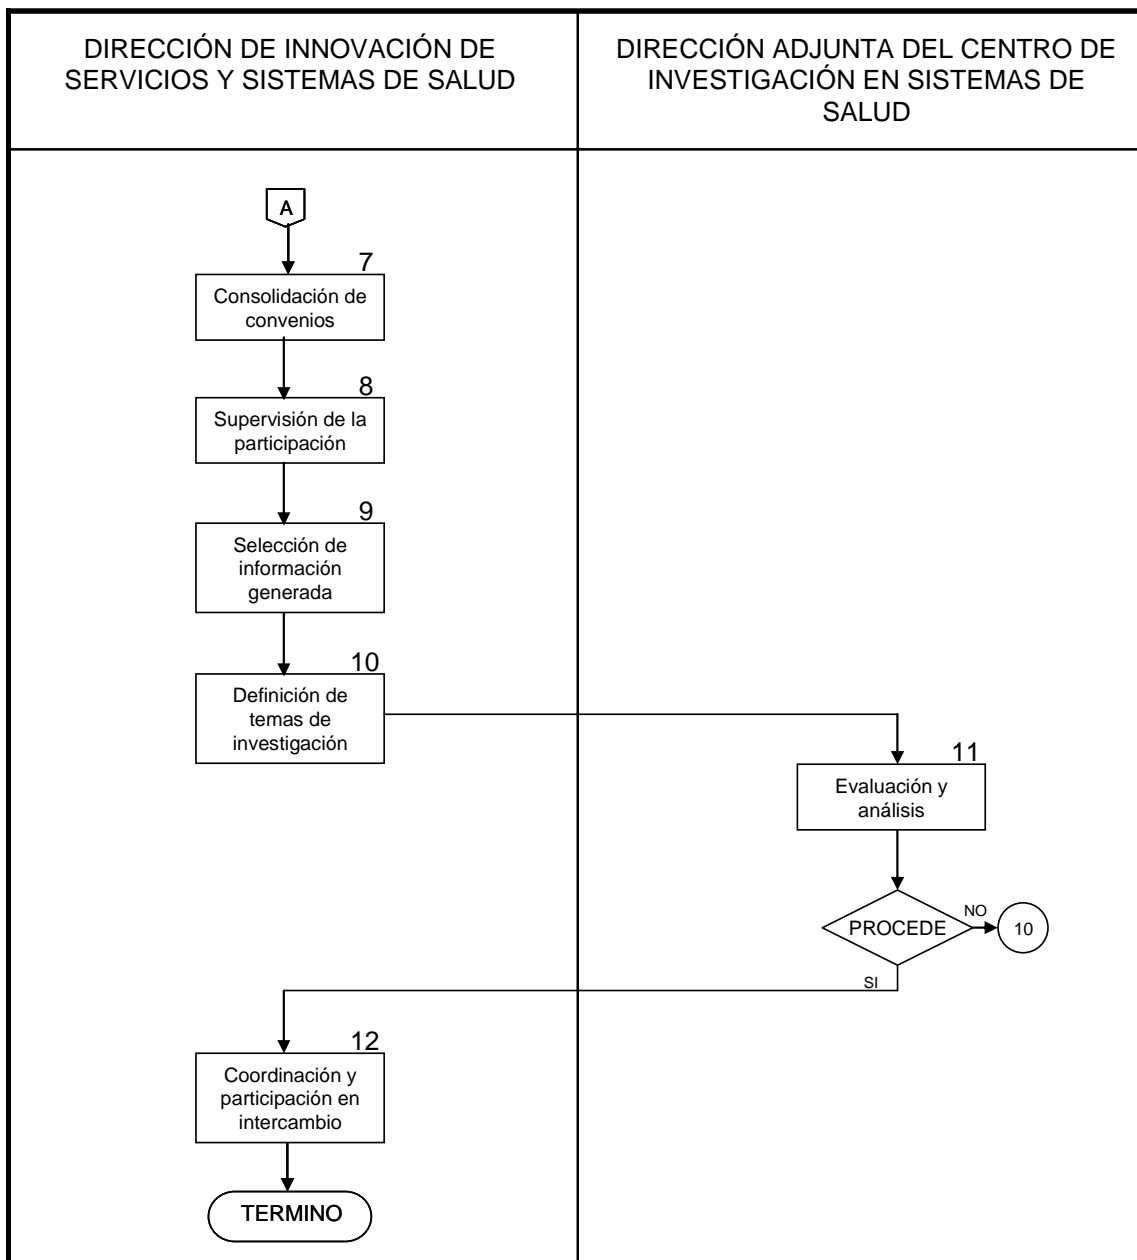 DIRECCIÓN DE INNOVACIÓN DE
SERVICIOS Y SISTEMAS DE SALUD
DIRECCIÓN ADJUNTA DEL CENTRO DE
INVESTIGACIÓN EN SISTEMAS DE
SALUD
A
7
Consolidación de
convenios
8
Supervisión de la
participación
9
Selección de
información
generada
10
Definición de
temas de
investigación
11
Evaluación y
análisis
PROCEDE
NO
10
SI
12
Coordinación y
participación en
intercambio
TERMINO